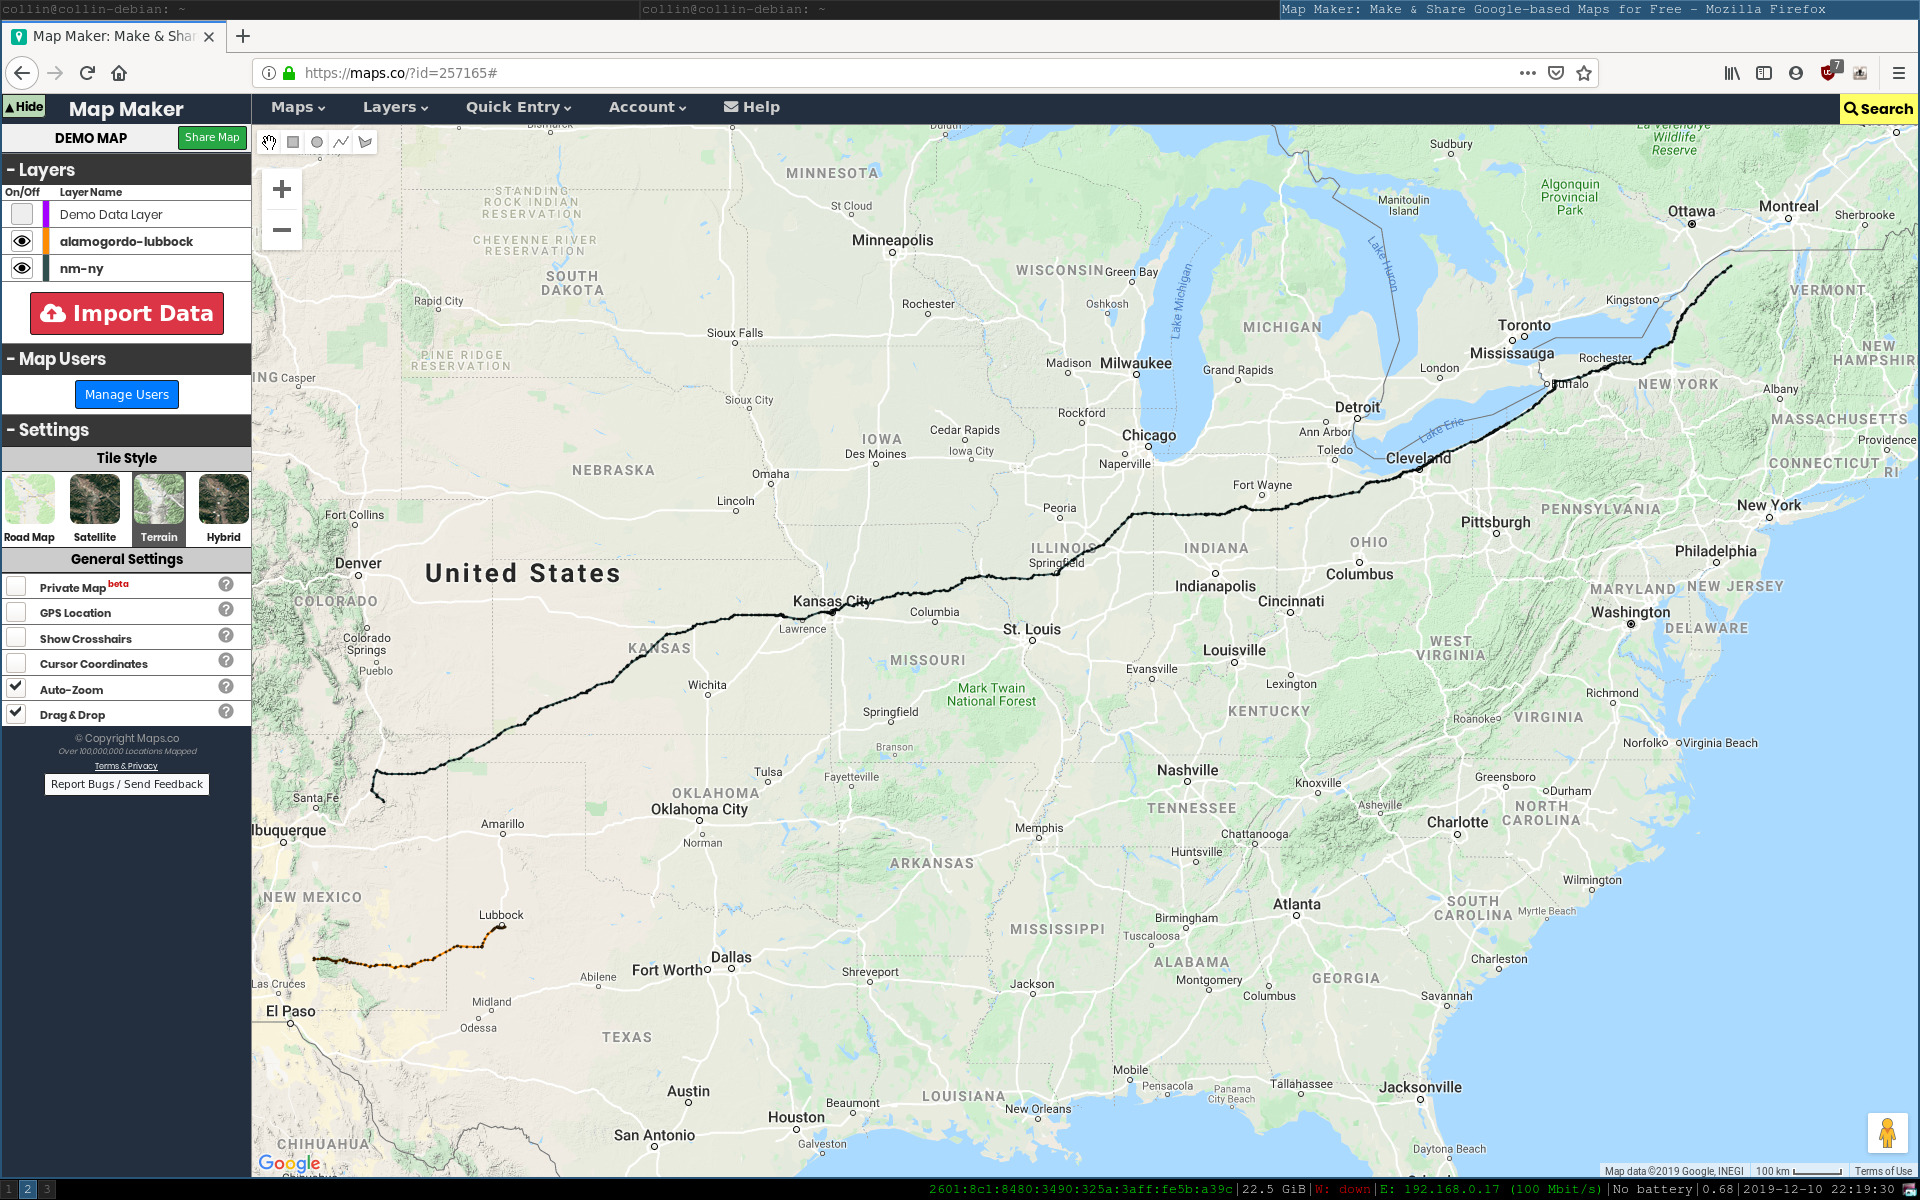 collin@collin-debian: ~
collin@collin-debian: ~
Map Maker: Make & Share Google-based Maps for Free - Mozilla Firefox
Map Maker: Make & Shar
https://maps.co/?id=257165#
7
▲Hide
Map Maker
Maps
Layers
Quick Entry
Account
Help
Search
DEMO MAP
Share Map
- Layers
On/Off
Layer Name
Demo Data Layer
alamogordo-lubbock
nm-ny
Import Data
- Map Users
Manage Users
- Settings
Tile Style
Road Map
Satellite
Terrain
Hybrid
General Settings
Private Map beta
GPS Location
Show Crosshairs
Cursor Coordinates
Auto-Zoom
Drag & Drop
© Copyright Maps.co
Over 100,000,000 Locations Mapped
Terms & Privacy
Report Bugs / Send Feedback
Bismarck
Duluth
La Vérendrye
Wildlife
Reserve
Sudbury
MINNESOTA
STANDING
ROCK INDIAN
RESERVATION
St Cloud
Manitoulin
Island
Algonquin
Provincial
Park
Ottawa
Montreal
Sherbrooke
CHEYENNE RIVER
RESERVATION
Minneapolis
SOUTH
DAKOTA
WISCONSIN
Green Bay
Lake Michigan
Lake Huron
Rapid City
Rochester
Oshkosh
Kingston
VERMONT
Sioux Falls
MICHIGAN
Toronto
Mississauga
NEW
HAMPSHIR
PINE RIDGE
RESERVATION
Madison
Milwaukee
Grand Rapids
London
Rochester
Buffalo
NEW YORK
Albany
ING
Casper
Sioux City
Rockford
Detroit
Ann Arbor
Lake Erie
MASSACHUSETTS
Providence
IOWA
Des Moines
Cedar Rapids
Iowa City
Chicago
Naperville
Toledo
Cleveland
CONNECTICUT
RI
NEBRASKA
Omaha
Lincoln
Fort Wayne
Peoria
PENNSYLVANIA
New York
Fort Collins
Pittsburgh
Denver
United States
ILLINOIS
Springfield
INDIANA
OHIO
Philadelphia
COLORADO
Indianapolis
Columbus
MARYLAND
NEW JERSEY
Kansas City
Columbia
Cincinnati
Washington
Colorado
Springs
Lawrence
St. Louis
DELAWARE
Pueblo
KANSAS
MISSOURI
Louisville
WEST
VIRGINIA
Evansville
Lexington
Wichita
Mark Twain
National Forest
Richmond
Springfield
KENTUCKY
Roanoke
VIRGINIA
Branson
Norfolk
Virginia Beach
Tulsa
Fayetteville
Nashville
Knoxville
Greensboro
Durham
Santa Fe
OKLAHOMA
Oklahoma City
TENNESSEE
Asheville
NORTH
CAROLINA
lbuquerque
Amarillo
Norman
Memphis
Chattanooga
Charlotte
Huntsville
ARKANSAS
Wilmington
NEW MEXICO
Lubbock
Birmingham
Atlanta
SOUTH
CAROLINA
Myrtle Beach
MISSISSIPPI
Tuscaloosa
Dallas
Fort Worth
Abilene
Shreveport
Jackson
ALABAMA
Montgomery
Columbus
GEORGIA
Charleston
Savannah
Las Cruces
El Paso
Midland
Odessa
TEXAS
Mobile
Pensacola
Panama
City Beach
Tallahassee
Jacksonville
Austin
LOUISIANA
New Orleans
Beaumont
Houston
Galveston
San Antonio
CHIHUAHUA
Daytona Beach
Google
Map data ©2019 Google, INEGI
100 km
Terms of Use
1 2 3
2601:8c1:8480:3490:325a:3aff:fe5b:a39c|22.5 GiB|W: down|E: 192.168.0.17 (100 Mbit/s)|No battery|0.68|2019-12-10 22:19:30